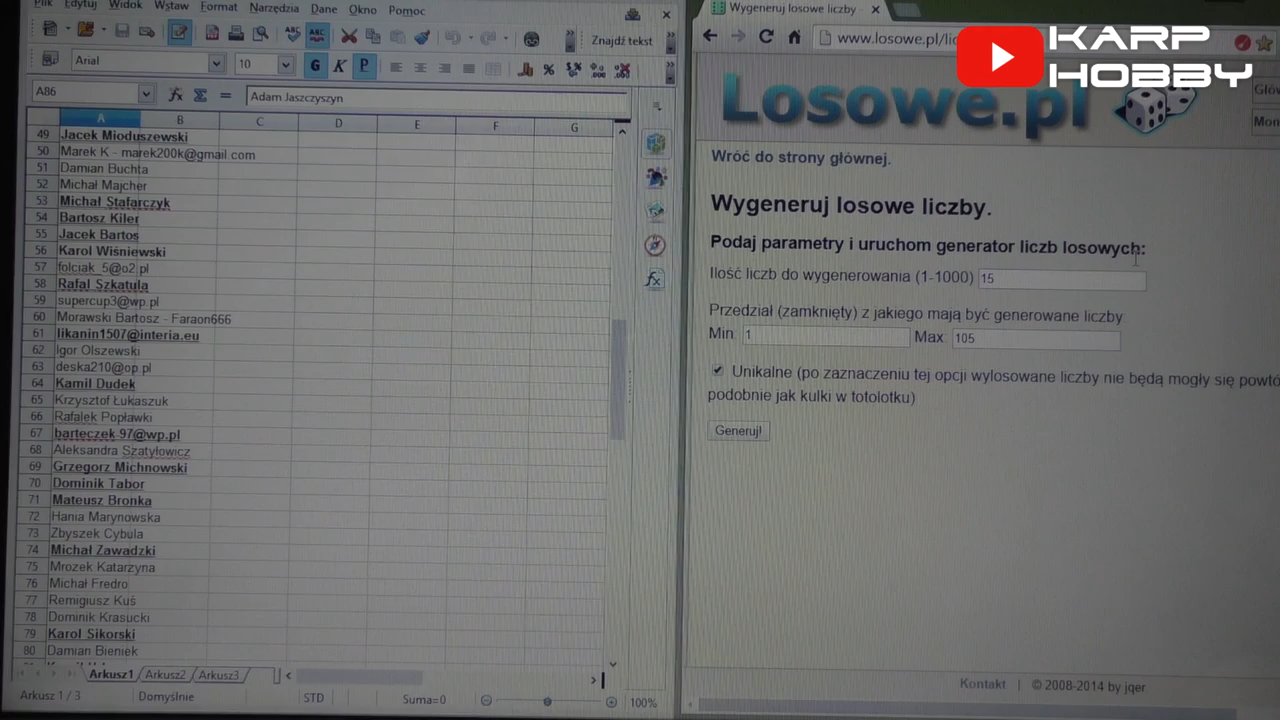 Plik Edytuj Widok Wstaw Format Narzędzia Dane Okno Pomoc
Znajdź tekst
Arial 10 G K P
A86 Adam Jaszczyszyn
A B C D E F G
49 Jacek Mioduszewski
50 Marek K - marek200k@gmail com
51 Damian Buchta
52 Michał Majcher
53 Michał Stafarczyk
54 Bartosz Kiler
55 Jacek Bartos
56 Karol Wiśniewski
57 folciak_5@o2 pl
58 Rafał Szkatuła
59 supercup3@wp.pl
60 Morawski Bartosz - Faraon666
61 likanin1507@interia.eu
62 Igor Olszewski
63 deska210@op.pl
64 Kamil Dudek
65 Krzysztof Łukaszuk
66 Rafałek Popławki
67 barteczek-97@wp.pl
68 Aleksandra Szatyłowicz
69 Grzegorz Michnowski
70 Dominik Tabor
71 Mateusz Bronka
72 Hania Marynowska
73 Zbyszek Cybula
74 Michał Zawadzki
75 Mrozek Katarzyna
76 Michał Fredro
77 Remigiusz Kuś
78 Dominik Krasucki
79 Karol Sikorski
80 Damian Bieniek
Arkusz1 Arkusz2 Arkusz3
Arkusz 1 / 3 Domyślnie STD Suma=0 100%
Wygeneruj losowe liczby -
www.losowe.pl/li
KARP
HOBBY
Losowe.pl
Wróć do strony głównej.
Wygeneruj losowe liczby.
Podaj parametry i uruchom generator liczb losowych:
Ilość liczb do wygenerowania (1-1000) 15
Przedział (zamknięty) z jakiego mają być generowane liczby
Min. 1 Max: 105
Unikalne (po zaznaczeniu tej opcji wylosowane liczby nie będą mogły się powtó
podobnie jak kulki w totolotku)
Generuj!
Kontakt | © 2008-2014 by jqer